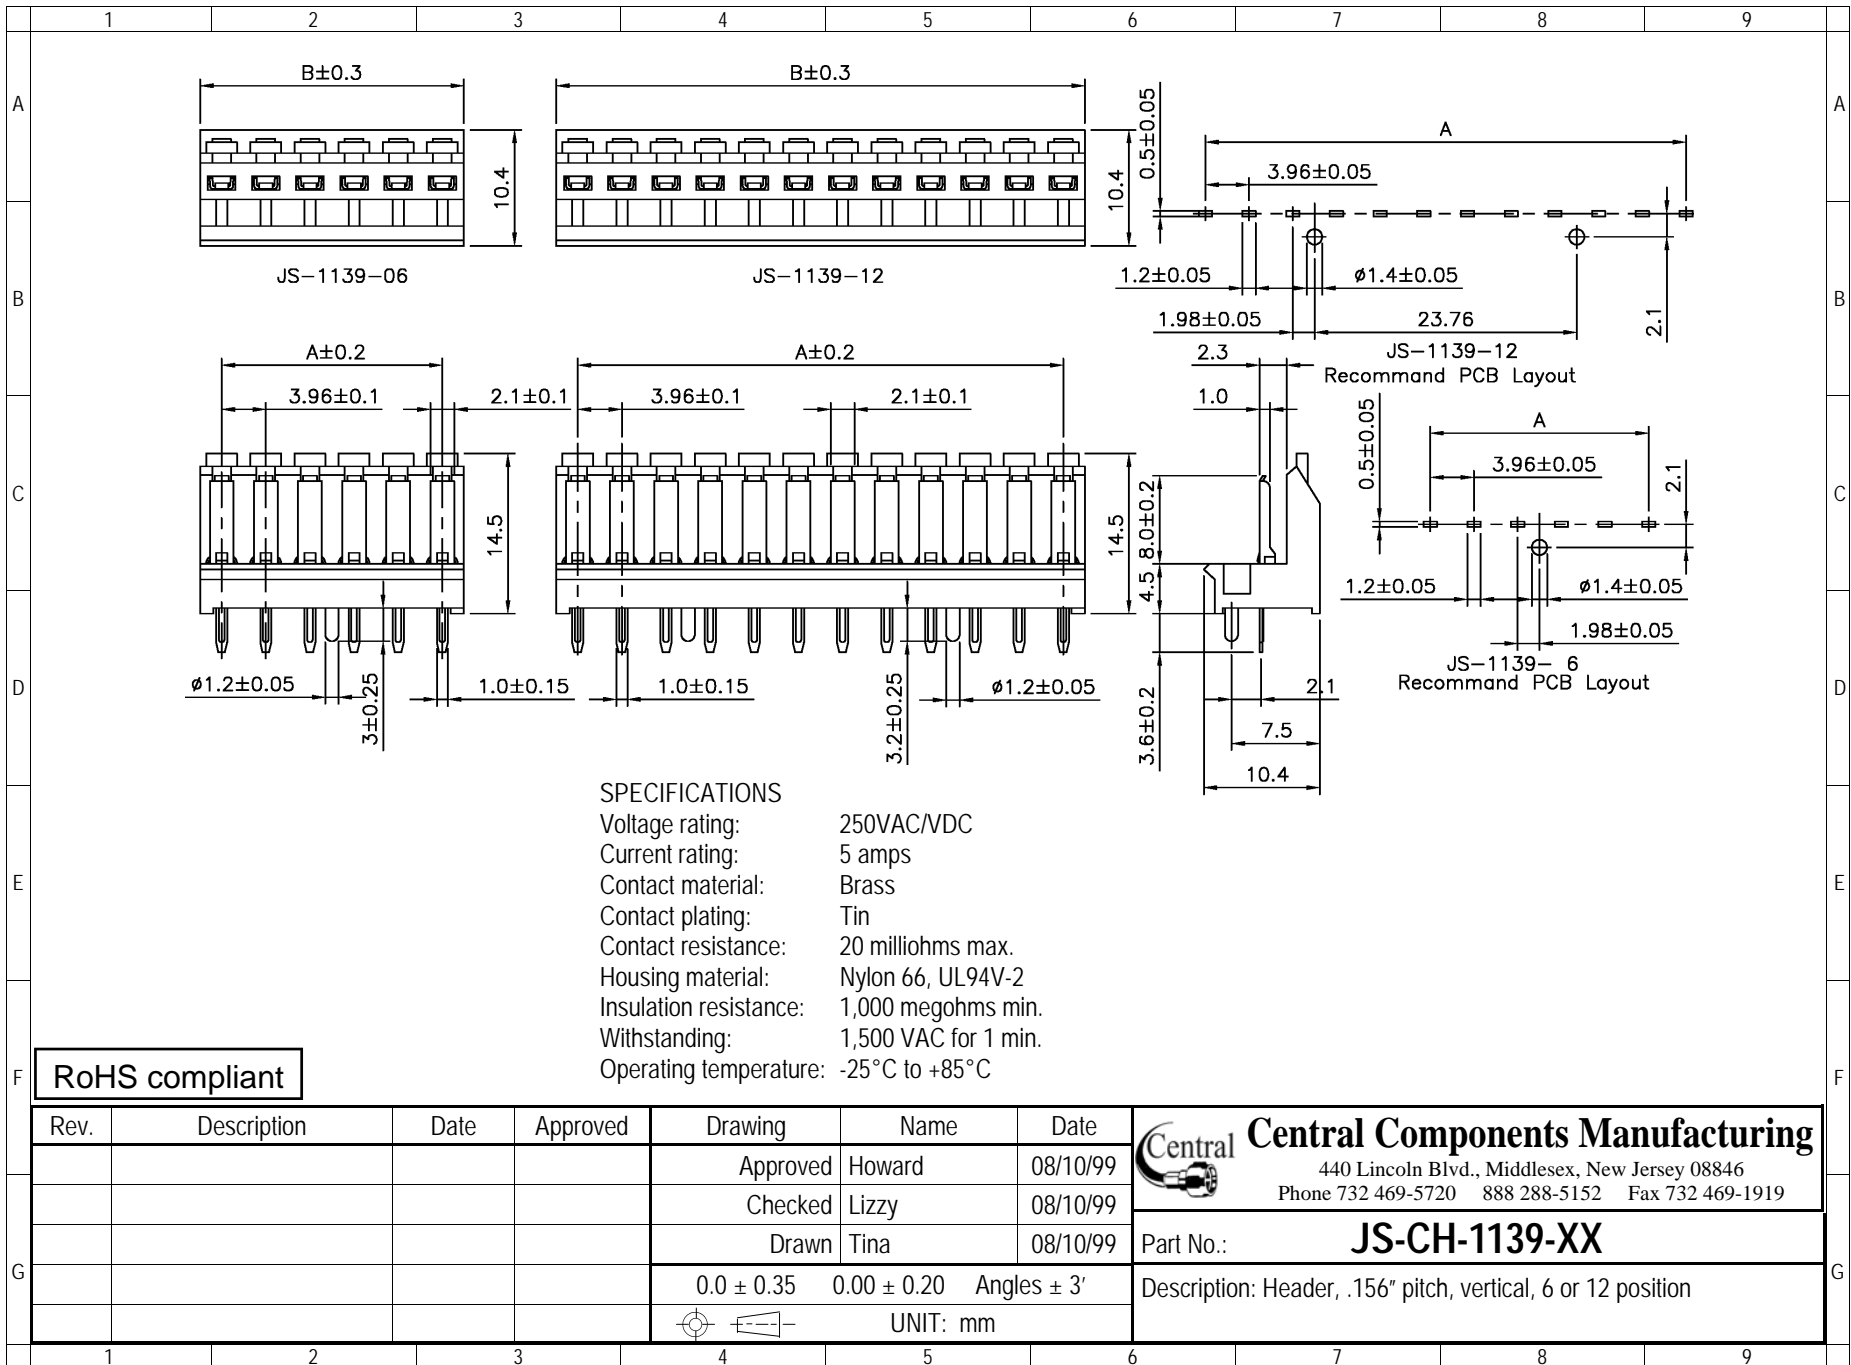 1 2 3 4 5 6 7 8 9
A A
B B
C C
D D
E E
F F
G G
B±0.3
10.4
JS-1139-06
B±0.3
10.4
JS-1139-12
0.5±0.05
A
3.96±0.05
1.2±0.05
ø1.4±0.05
1.98±0.05
23.76
2.1
JS-1139-12
Recommand PCB Layout
A±0.2
3.96±0.1
2.1±0.1
14.5
ø1.2±0.05
3±0.25
1.0±0.15
A±0.2
3.96±0.1
2.1±0.1
14.5
1.0±0.15
3.2±0.25
ø1.2±0.05
2.3
1.0
8.0±0.2
4.5
3.6±0.2
2.1
7.5
10.4
0.5±0.05
A
3.96±0.05
2.1
1.2±0.05
ø1.4±0.05
1.98±0.05
JS-1139- 6
Recommand PCB Layout
SPECIFICATIONS
Voltage rating: 250VAC/VDC
Current rating: 5 amps
Contact material: Brass
Contact plating: Tin
Contact resistance: 20 milliohms max.
Housing material: Nylon 66, UL94V-2
Insulation resistance: 1,000 megohms min.
Withstanding: 1,500 VAC for 1 min.
Operating temperature: -25°C to +85°C
RoHS compliant
Rev. Description Date Approved
Drawing Name Date
Approved Howard 08/10/99
Checked Lizzy 08/10/99
Drawn Tina 08/10/99
0.0 ± 0.35 0.00 ± 0.20 Angles ± 3′
UNIT: mm
Central
Central Components Manufacturing
440 Lincoln Blvd., Middlesex, New Jersey 08846
Phone 732 469-5720 888 288-5152 Fax 732 469-1919
Part No.: JS-CH-1139-XX
Description: Header, .156″ pitch, vertical, 6 or 12 position
1 2 3 4 5 6 7 8 9